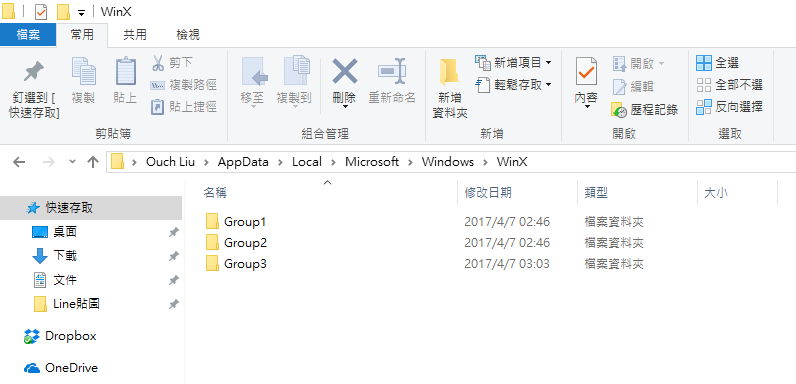 WinX
檔案 常用 共用 檢視
釘選到 [快速存取]
複製
貼上
剪下
複製路徑
貼上捷徑
剪貼簿
移至
複製到
刪除
重新命名
組合管理
新增資料夾
新增項目
輕鬆存取
新增
內容
開啟
編輯
歷程記錄
開啟
全選
全部不選
反向選擇
選取
Ouch Liu > AppData > Local > Microsoft > Windows > WinX
名稱 修改日期 類型 大小
快速存取
桌面
下載
文件
Line貼圖
Dropbox
OneDrive
Group1 2017/4/7 02:46 檔案資料夾
Group2 2017/4/7 02:46 檔案資料夾
Group3 2017/4/7 03:03 檔案資料夾